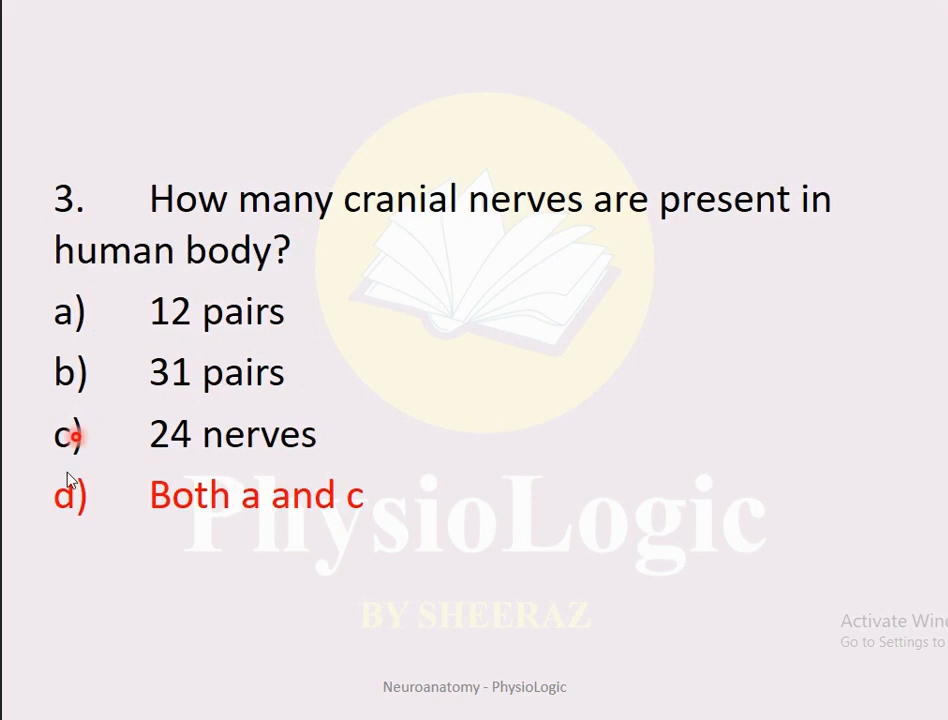 3. How many cranial nerves are present in
human body?
a) 12 pairs
b) 31 pairs
c) 24 nerves
d) Both a and c
PhysioLogic
BY SHEERAZ
Activate Win
Go to Settings to
Neuroanatomy - PhysioLogic